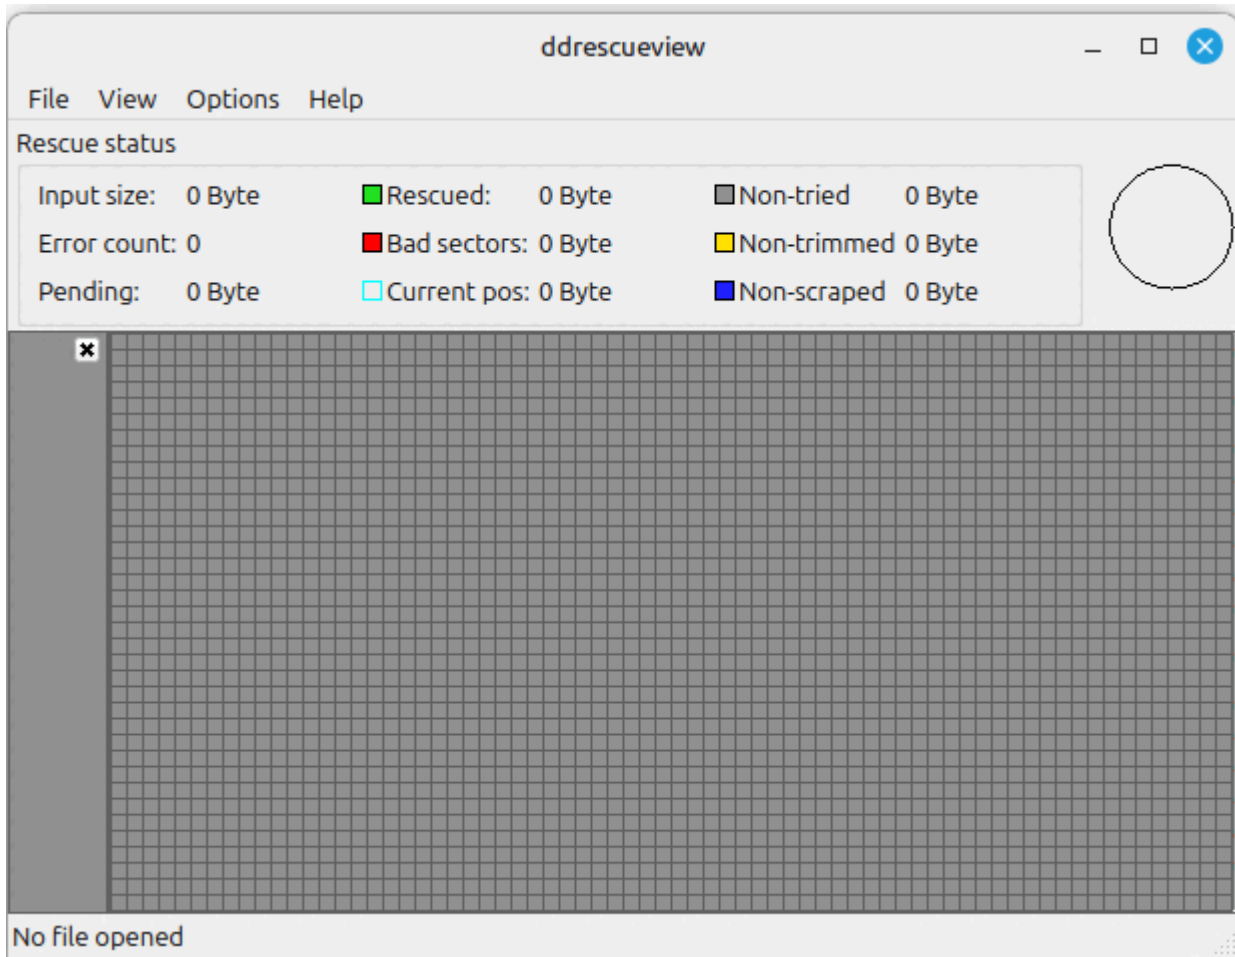 ddrescueview
File View Options Help
Rescue status
Input size: 0 Byte Rescued: 0 Byte Non-tried 0 Byte
Error count: 0 Bad sectors: 0 Byte Non-trimmed 0 Byte
Pending: 0 Byte Current pos: 0 Byte Non-scraped 0 Byte
No file opened